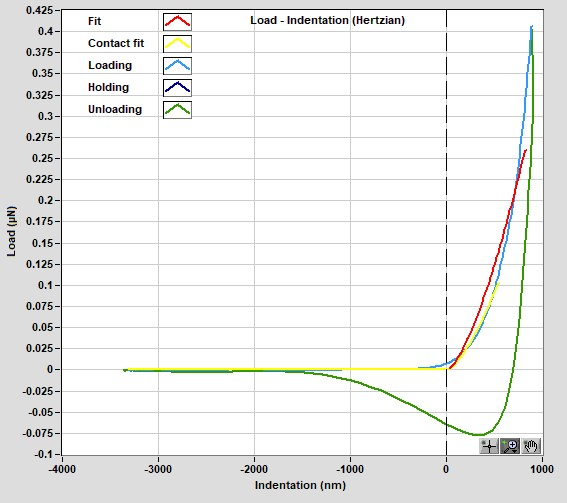 Load - Indentation (Hertzian)
Fit
Contact fit
Loading
Holding
Unloading
Load (µN)
0.425
0.4
0.375
0.35
0.325
0.3
0.275
0.25
0.225
0.2
0.175
0.15
0.125
0.1
0.075
0.05
0.025
0
-0.025
-0.05
-0.075
-0.1
-4000 -3000 -2000 -1000 0 1000
Indentation (nm)